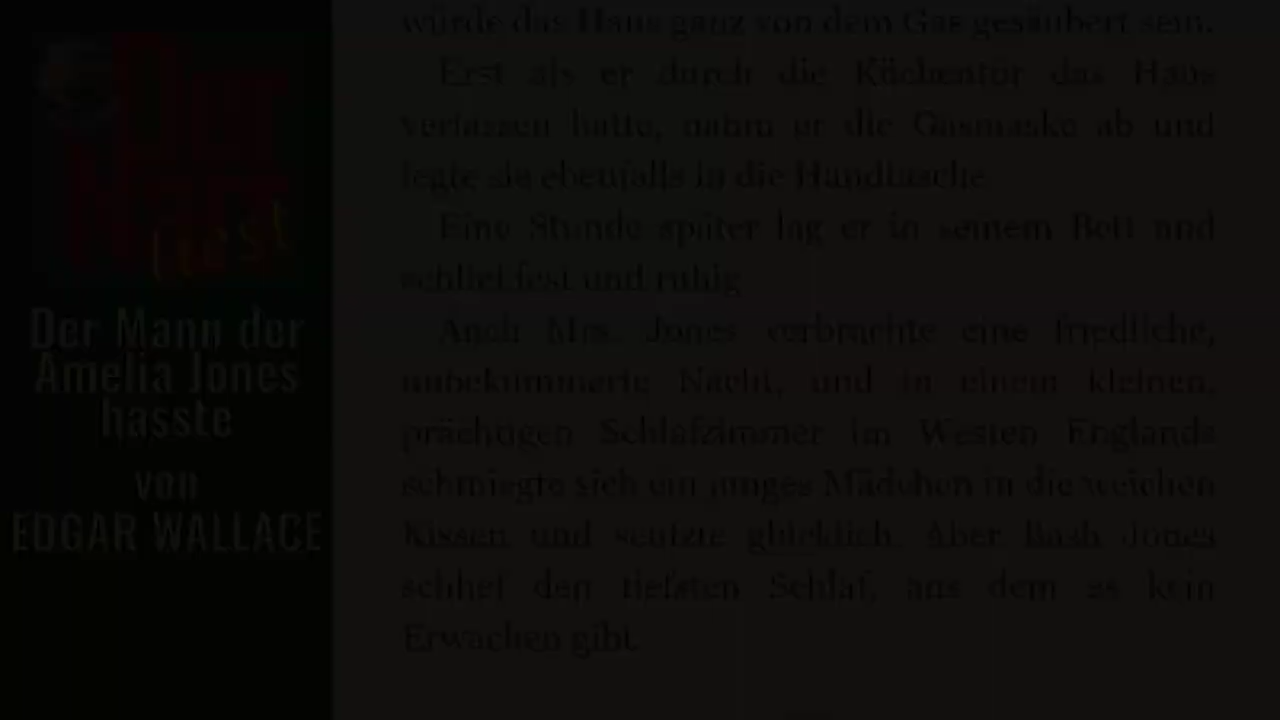 Der
Narr
liest
Der Mann der
Amelia Jones
hasste
von
EDGAR WALLACE
würde das Haus ganz von dem Gas gesäubert sein.
Erst als er durch die Küchentür das Haus
verlassen hatte, nahm er die Gasmaske ab und
legte sie ebenfalls in die Handtasche.
Eine Stunde später lag er in seinem Bett und
schlief fest und ruhig.
Auch Mrs. Jones verbrachte eine friedliche,
unbekümmerte Nacht, und in einem kleinen,
prächtigen Schlafzimmer im Westen Englands
schmiegte sich ein junges Mädchen in die weichen
Kissen und seufzte glücklich. Aber Bash Jones
schlief den tiefsten Schlaf, aus dem es kein
Erwachen gibt.